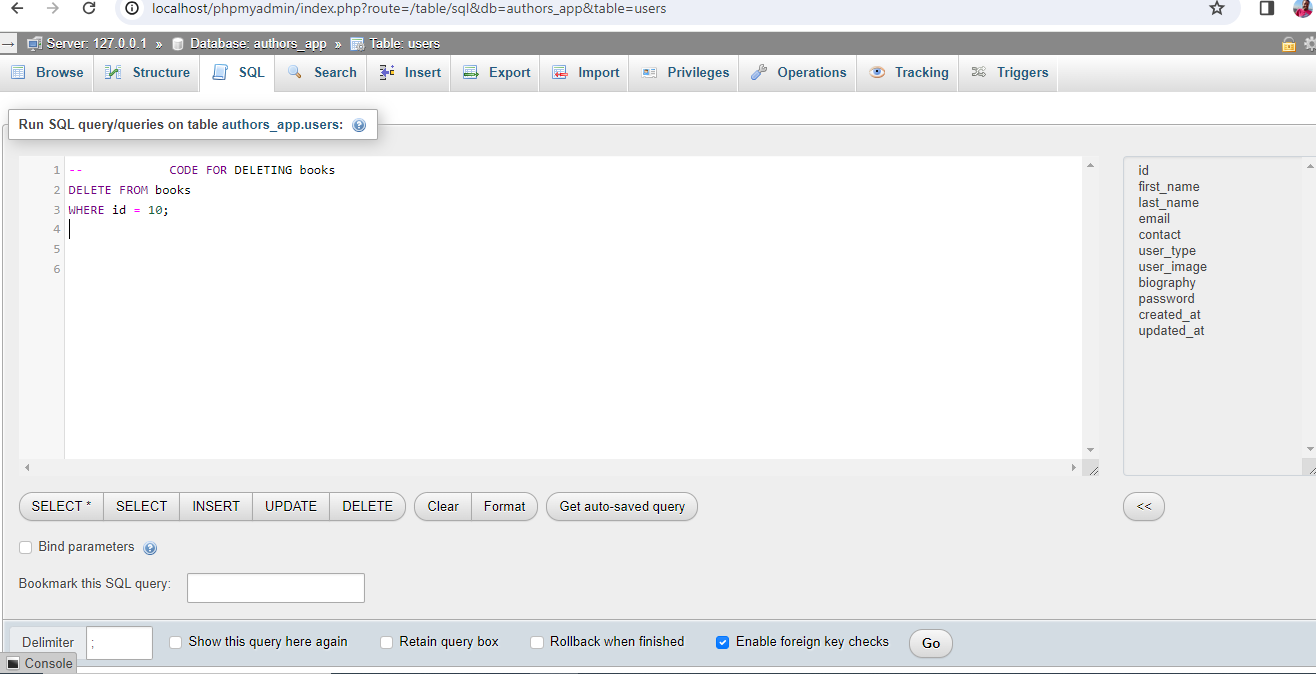 localhost/phpmyadmin/index.php?route=/table/sql&db=authors_app&table=users
Server: 127.0.0.1 » Database: authors_app » Table: users
Browse Structure SQL Search Insert Export Import Privileges Operations Tracking Triggers
Run SQL query/queries on table authors_app.users:
1 -- CODE FOR DELETING books
2 DELETE FROM books
3 WHERE id = 10;
4
5
6
id
first_name
last_name
email
contact
user_type
user_image
biography
password
created_at
updated_at
SELECT * SELECT INSERT UPDATE DELETE Clear Format Get auto-saved query <<
Bind parameters
Bookmark this SQL query:
Delimiter ; Show this query here again Retain query box Rollback when finished Enable foreign key checks Go
Console